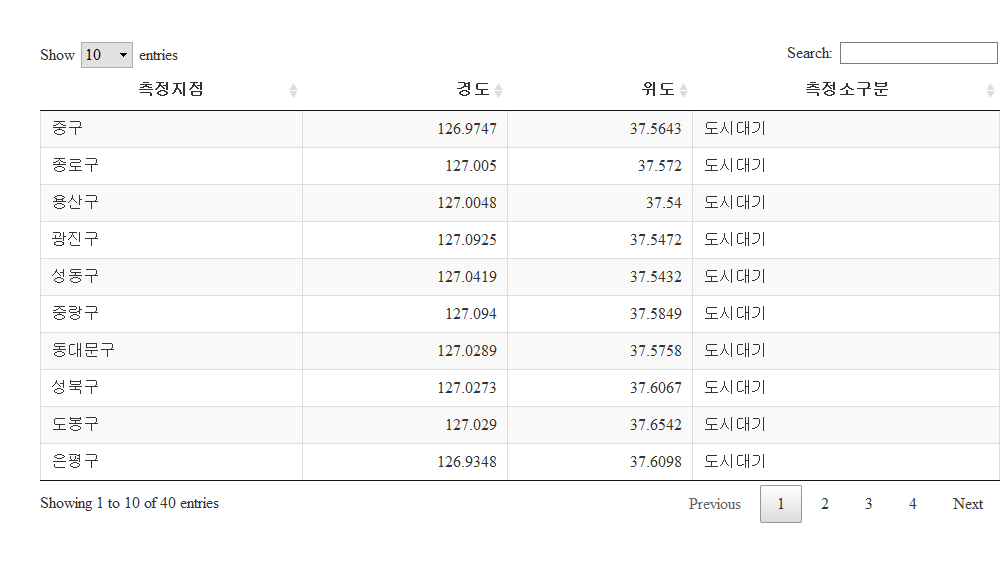 Show 10 entries Search:
측정지점 경도 위도 측정소구분
중구 126.9747 37.5643 도시대기
종로구 127.005 37.572 도시대기
용산구 127.0048 37.54 도시대기
광진구 127.0925 37.5472 도시대기
성동구 127.0419 37.5432 도시대기
중랑구 127.094 37.5849 도시대기
동대문구 127.0289 37.5758 도시대기
성북구 127.0273 37.6067 도시대기
도봉구 127.029 37.6542 도시대기
은평구 126.9348 37.6098 도시대기
Showing 1 to 10 of 40 entries Previous 1 2 3 4 Next